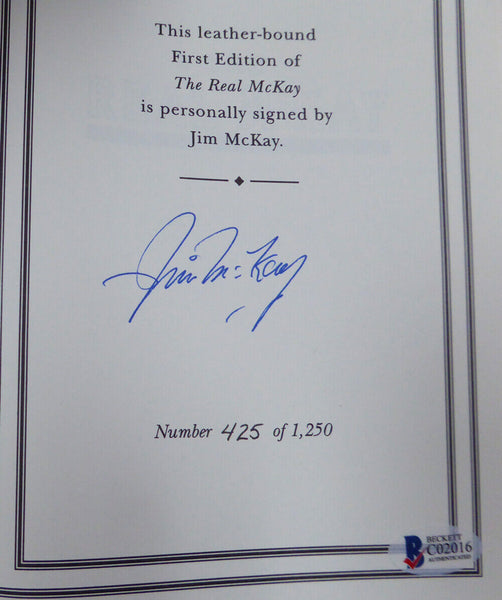 This leather-bound
First Edition of
The Real McKay
is personally signed by
Jim McKay.
Jim McKay
Number 425 of 1,250
BECKETT
C02016
AUTHENTICATED